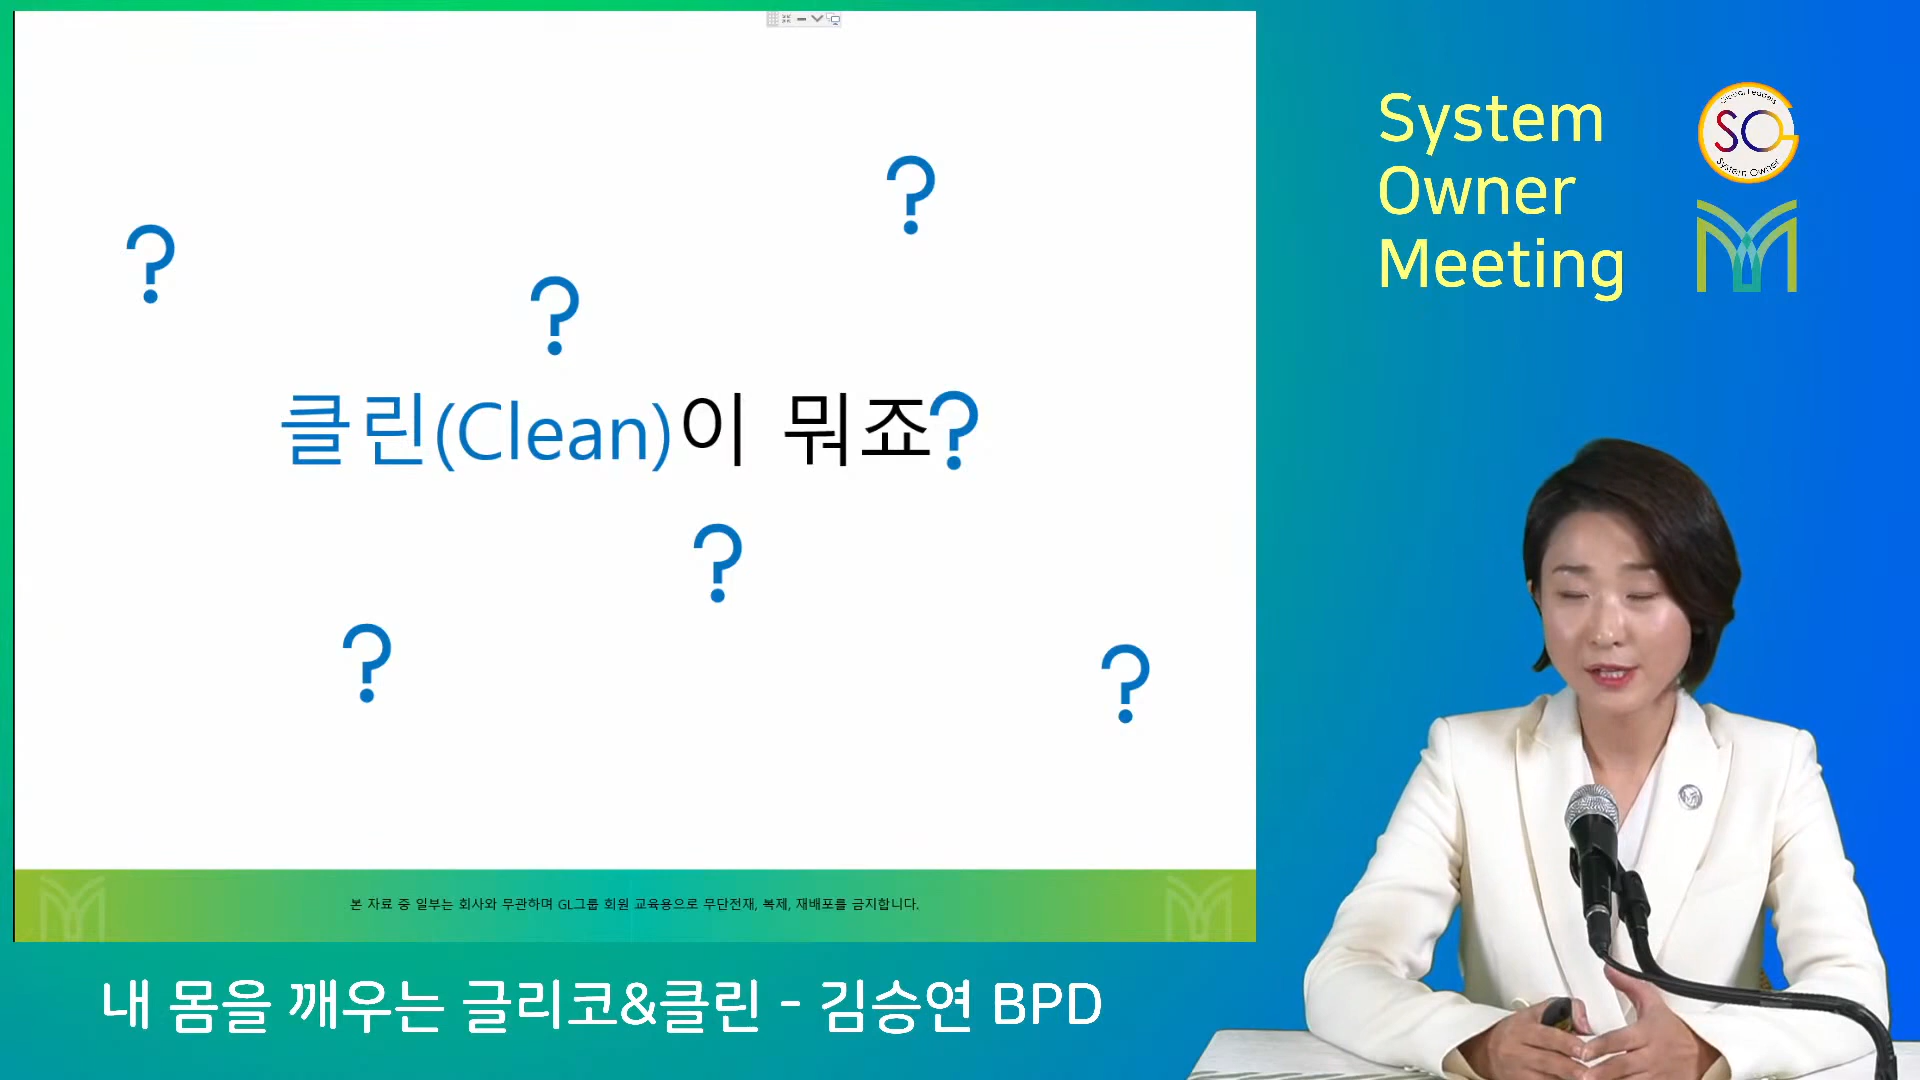 ?
?
?
클린(Clean)이 뭐죠?
?
?
?
본 자료 중 일부는 회사와 무관하며 GL그룹 회원 교육용으로 무단전재, 복제, 재배포를 금지합니다.
내 몸을 깨우는 글리코&클린 - 김승연 BPD
System
Owner
Meeting
Global Leaders
SO
System Owner